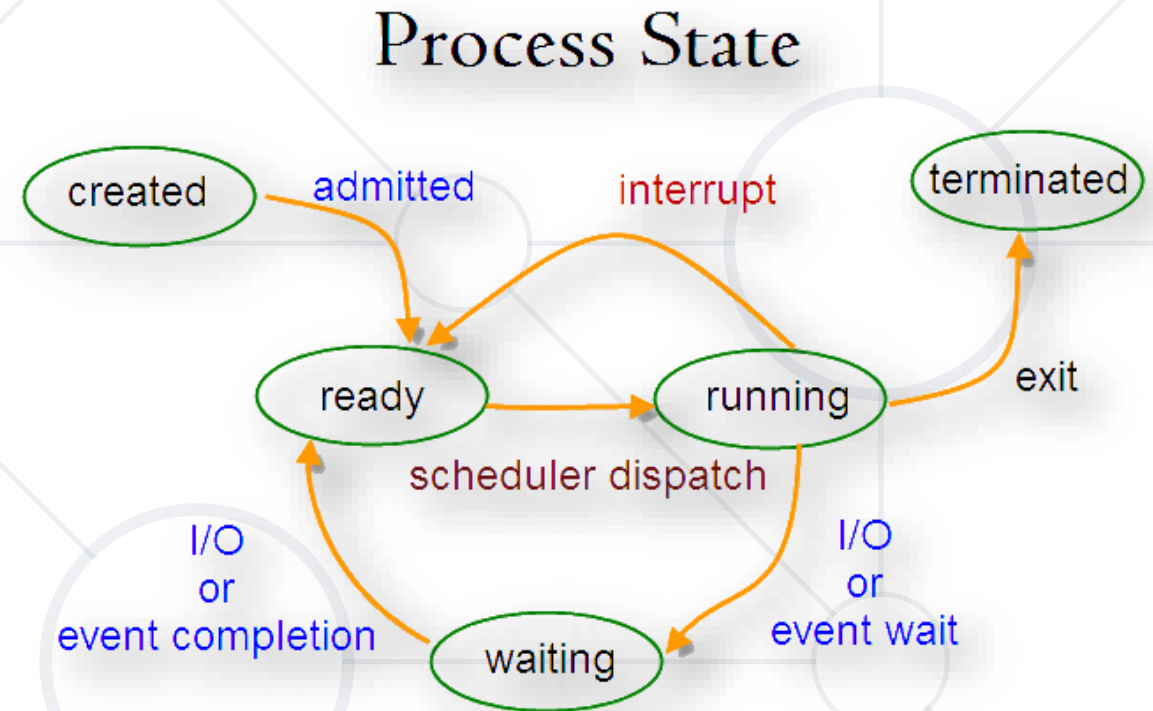 Process State
created
admitted
interrupt
terminated
ready
running
exit
scheduler dispatch
I/O
or
event completion
I/O
or
event wait
waiting